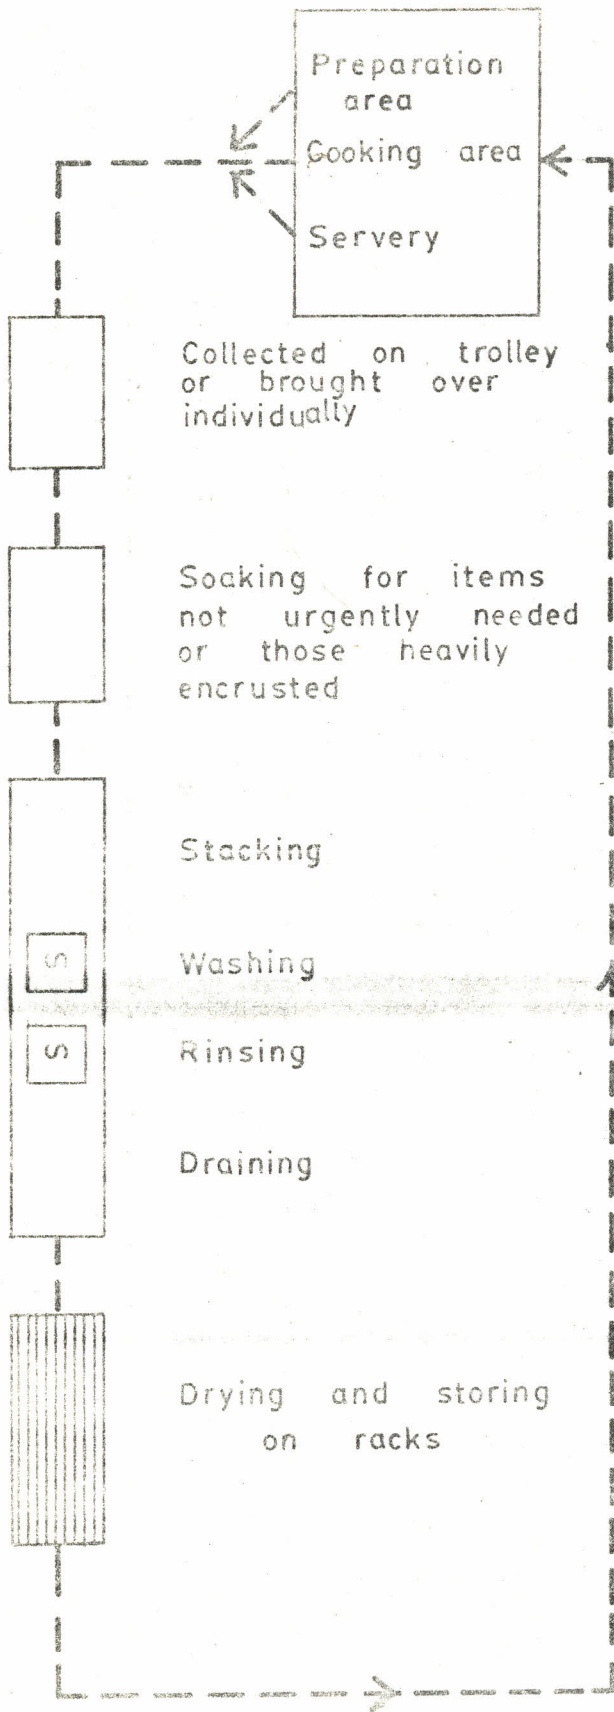 Preparation
area
Cooking area
Servery
Collected on trolley
or brought over
individually
Soaking for items
not urgently needed
or those heavily
encrusted
Stacking
S
Washing
S
Rinsing
Draining
Drying and storing
on racks